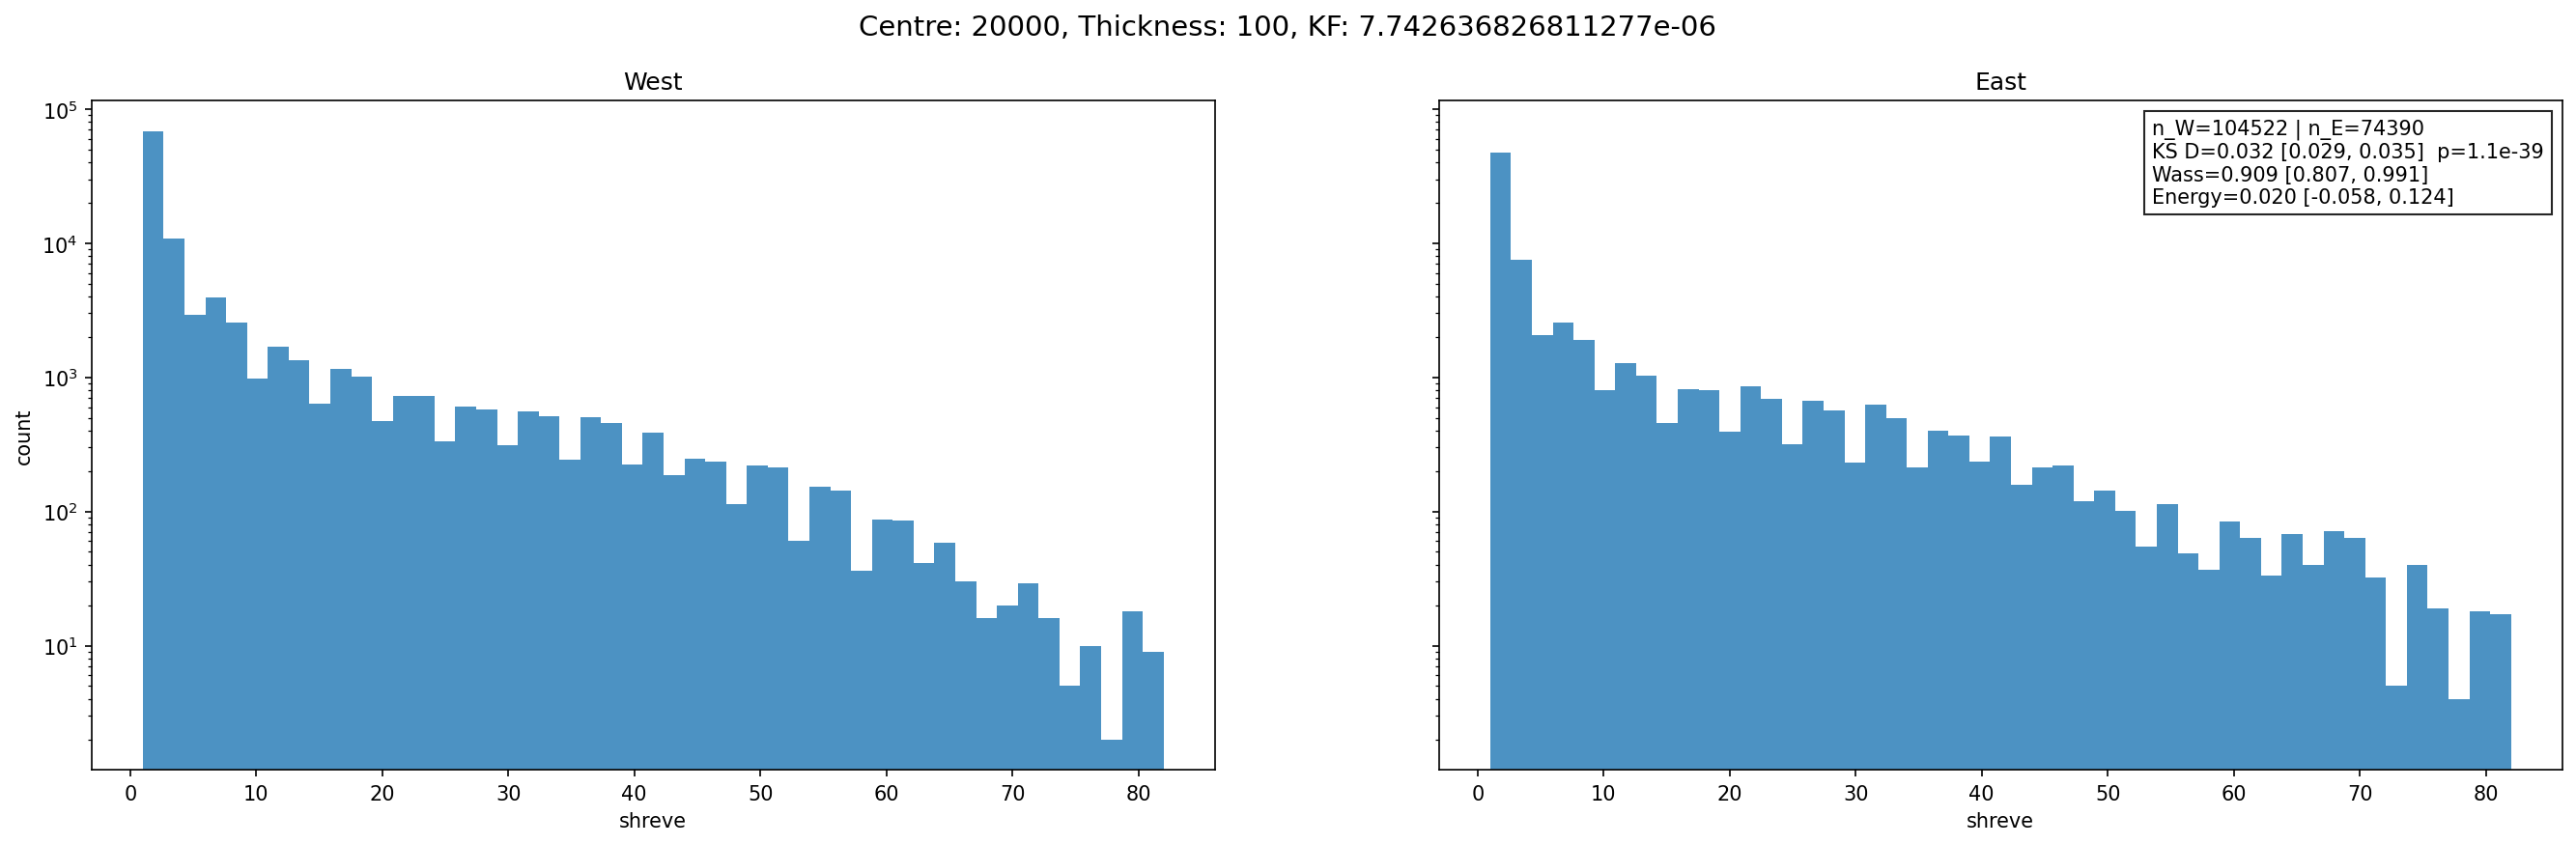 Centre: 20000, Thickness: 100, KF: 7.742636826811277e-06
West
East
10⁵
10⁴
10³
10²
10¹
count
0 10 20 30 40 50 60 70 80
shreve
n_W=104522 | n_E=74390
KS D=0.032 [0.029, 0.035]  p=1.1e-39
Wass=0.909 [0.807, 0.991]
Energy=0.020 [-0.058, 0.124]
0 10 20 30 40 50 60 70 80
shreve